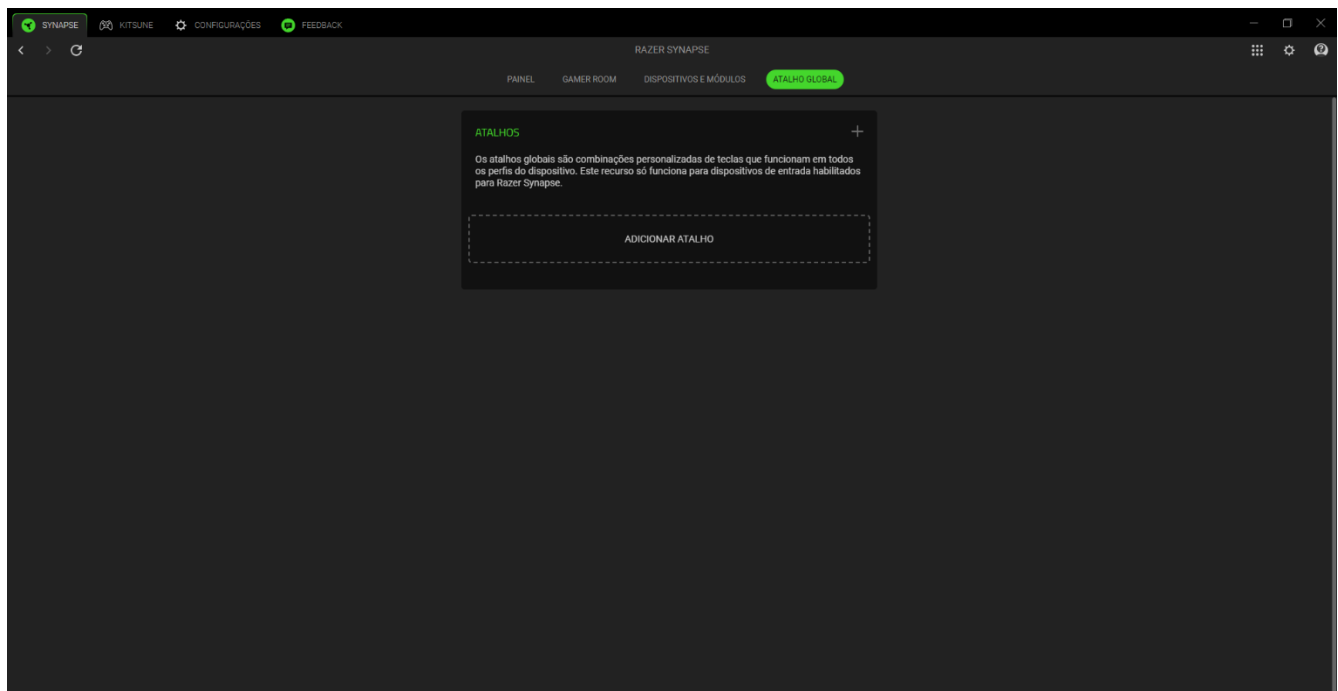 SYNAPSE KITSUNE CONFIGURAÇÕES FEEDBACK
RAZER SYNAPSE
PAINEL GAMER ROOM DISPOSITIVOS E MÓDULOS ATALHO GLOBAL
ATALHOS
Os atalhos globais são combinações personalizadas de teclas que funcionam em todos
os perfis do dispositivo. Este recurso só funciona para dispositivos de entrada habilitados
para Razer Synapse.
ADICIONAR ATALHO